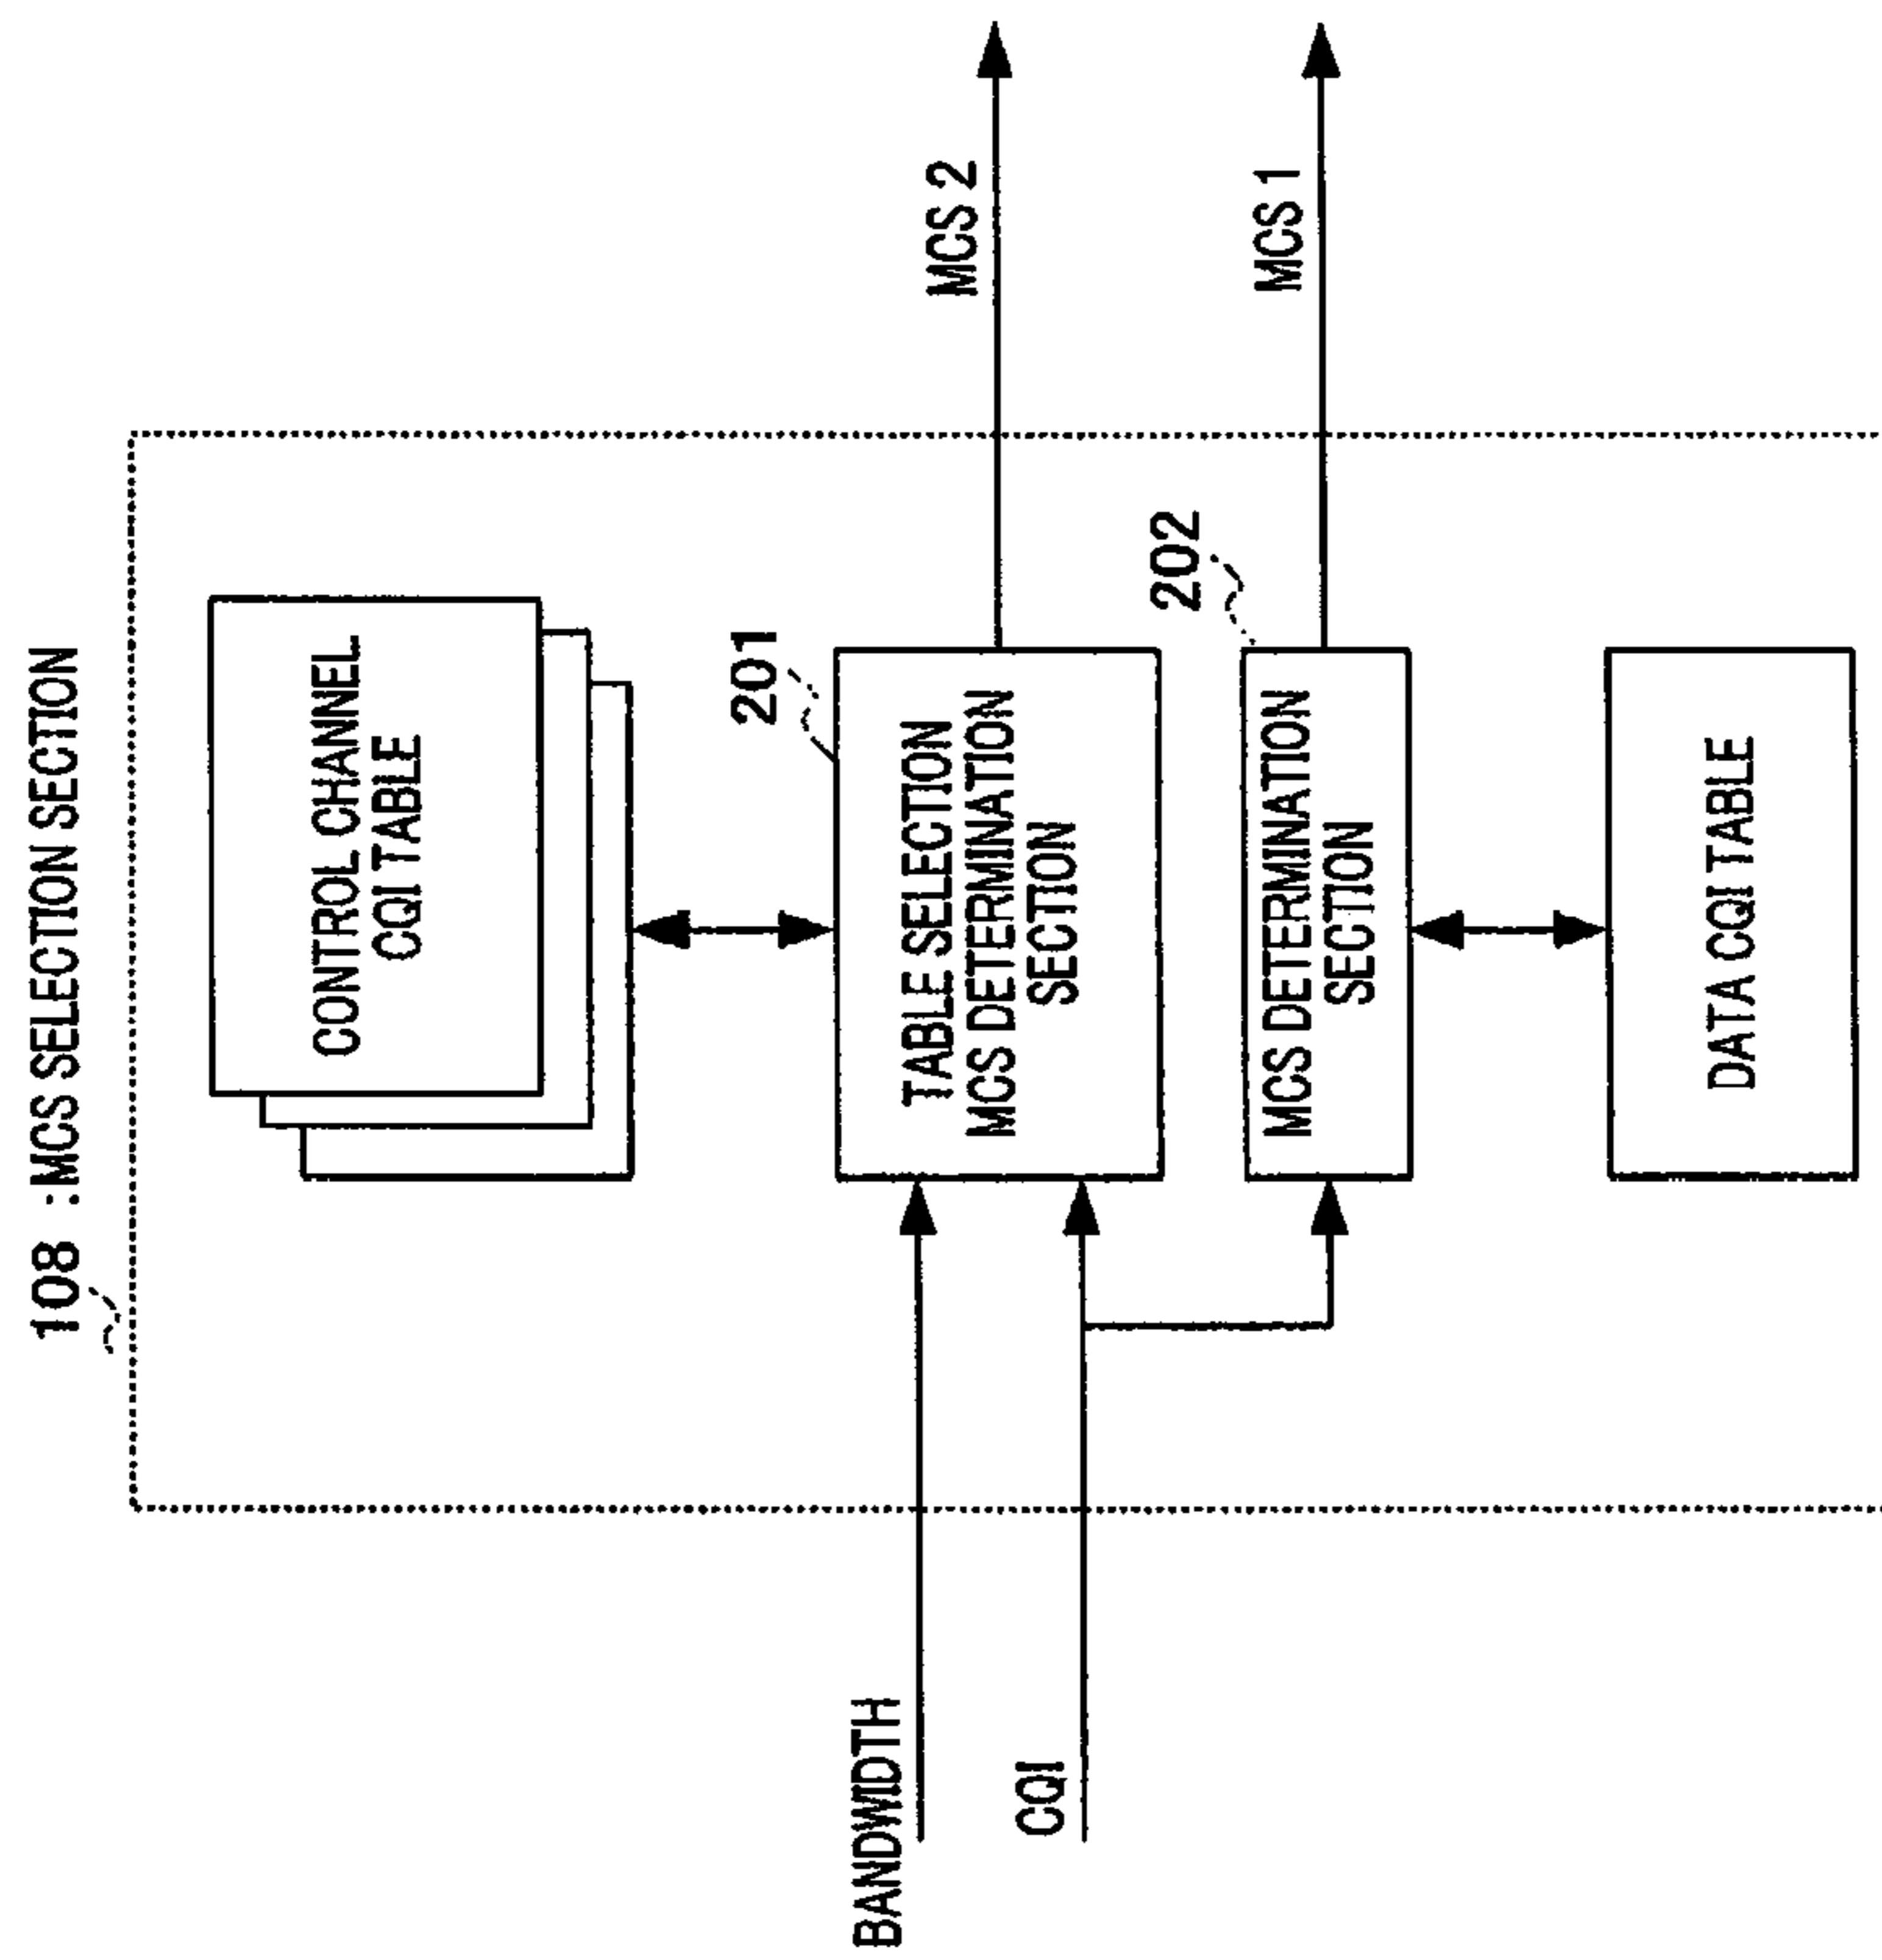 108 :MCS SELECTION SECTION
CONTROL CHANNEL
CQI TABLE
201
BANDWIDTH
TABLE SELECTION
MCS DETERMINATION
SECTION
MCS 2
CQI
202
MCS DETERMINATION
SECTION
MCS 1
DATA CQI TABLE